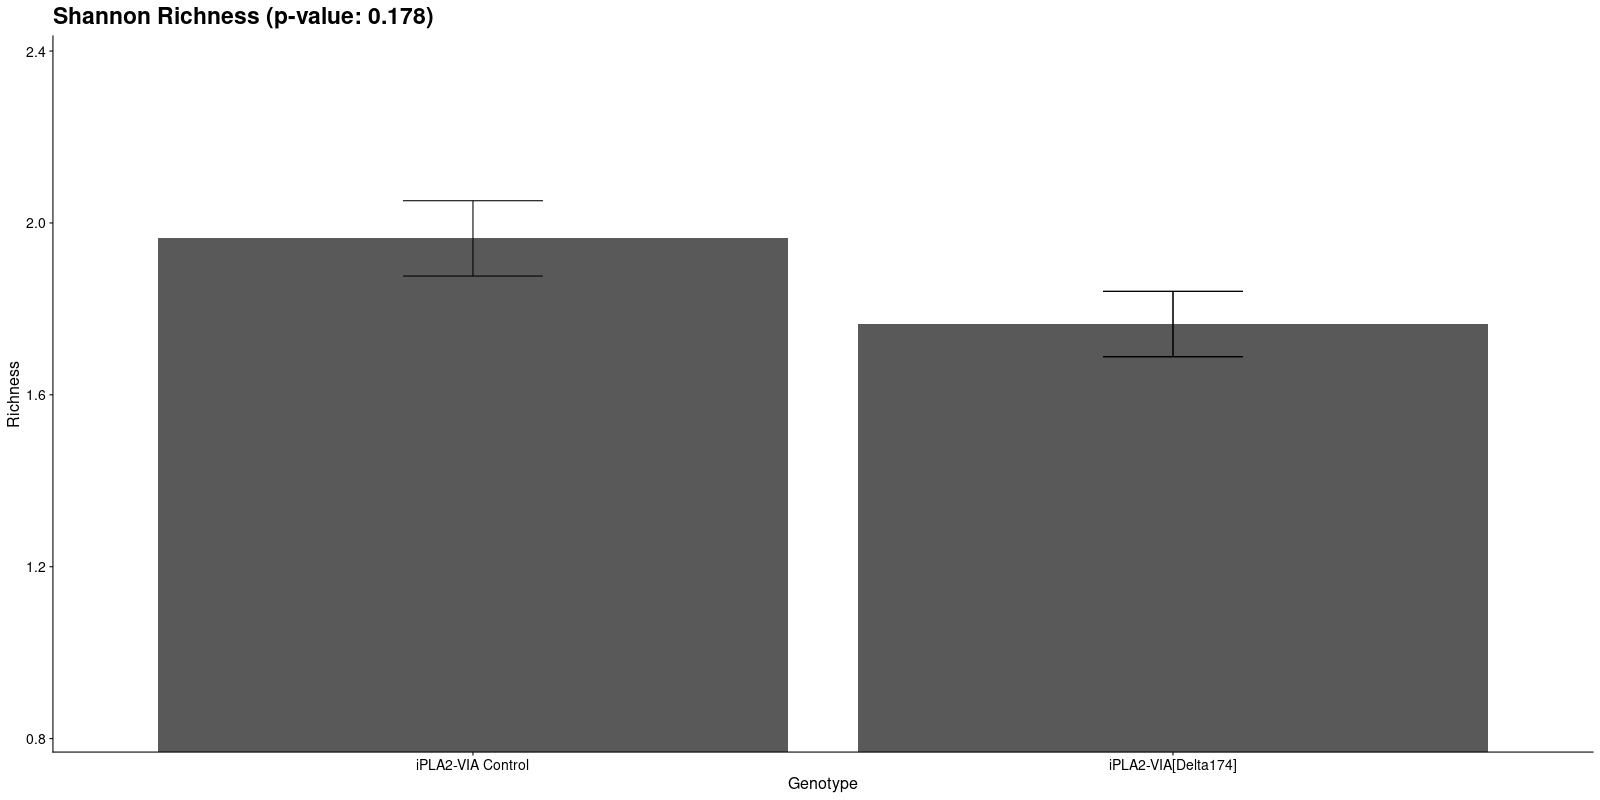 Shannon Richness (p-value: 0.178)
2.4
2.0
1.6
1.2
0.8
Richness
iPLA2-VIA Control
iPLA2-VIA[Delta174]
Genotype